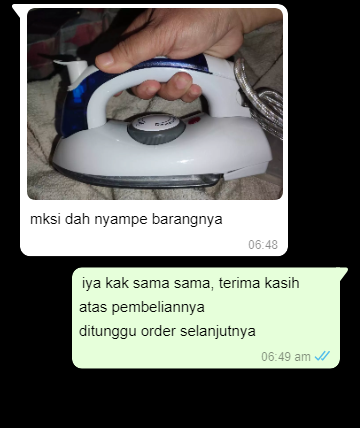 mksi dah nyampe barangnya
06:48
iya kak sama sama, terima kasih
atas pembeliannya
ditunggu order selanjutnya
06:49 am